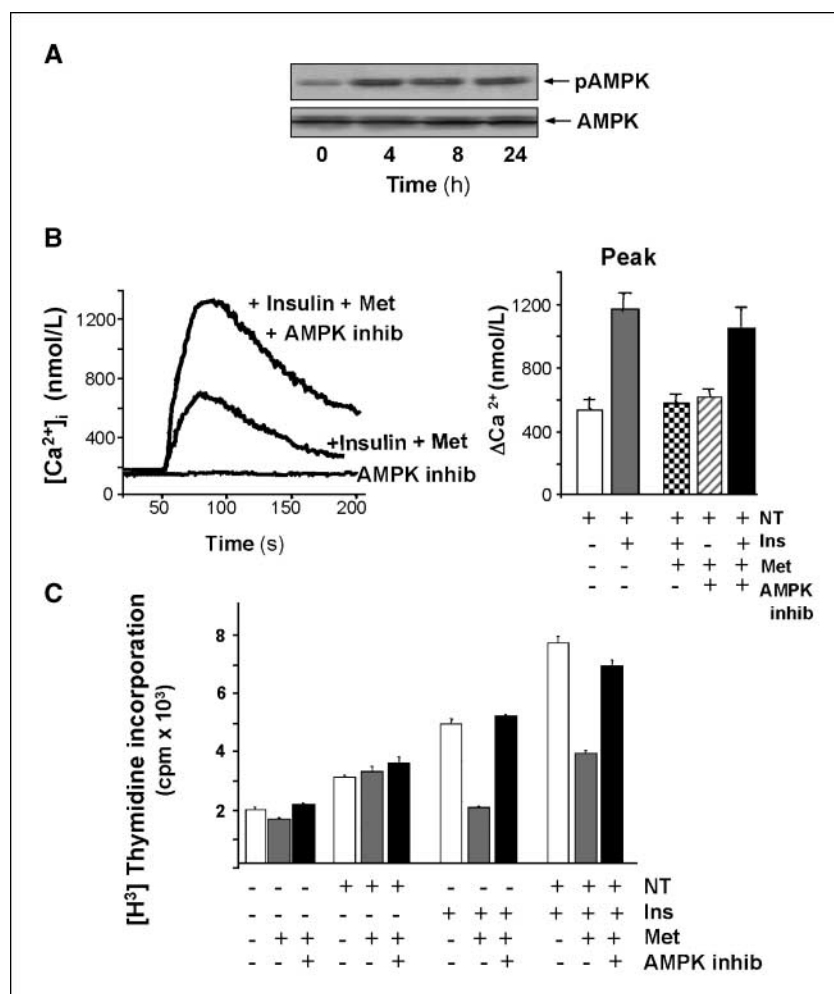 A
pAMPK
AMPK
0 4 8 24
Time (h)
B
[Ca²⁺]ᵢ (nmol/L)
1200
800
400
0
+ Insulin + Met
+ AMPK inhib
+Insulin + Met
AMPK inhib
50 100 150 200
Time (s)
Peak
ΔCa²⁺ (nmol/L)
1200
800
400
0
+ + + + + NT
- + + - + Ins
- - + + + Met
- - - + + AMPK
inhib
C
[H³] Thymidine incorporation
(cpm x 10³)
8
6
4
2
- - - + + + - - - + + + NT
- - - - - - + + + + + + Ins
- + + - + + - + + - + + Met
- - + - - + - - + - - + AMPK inhib